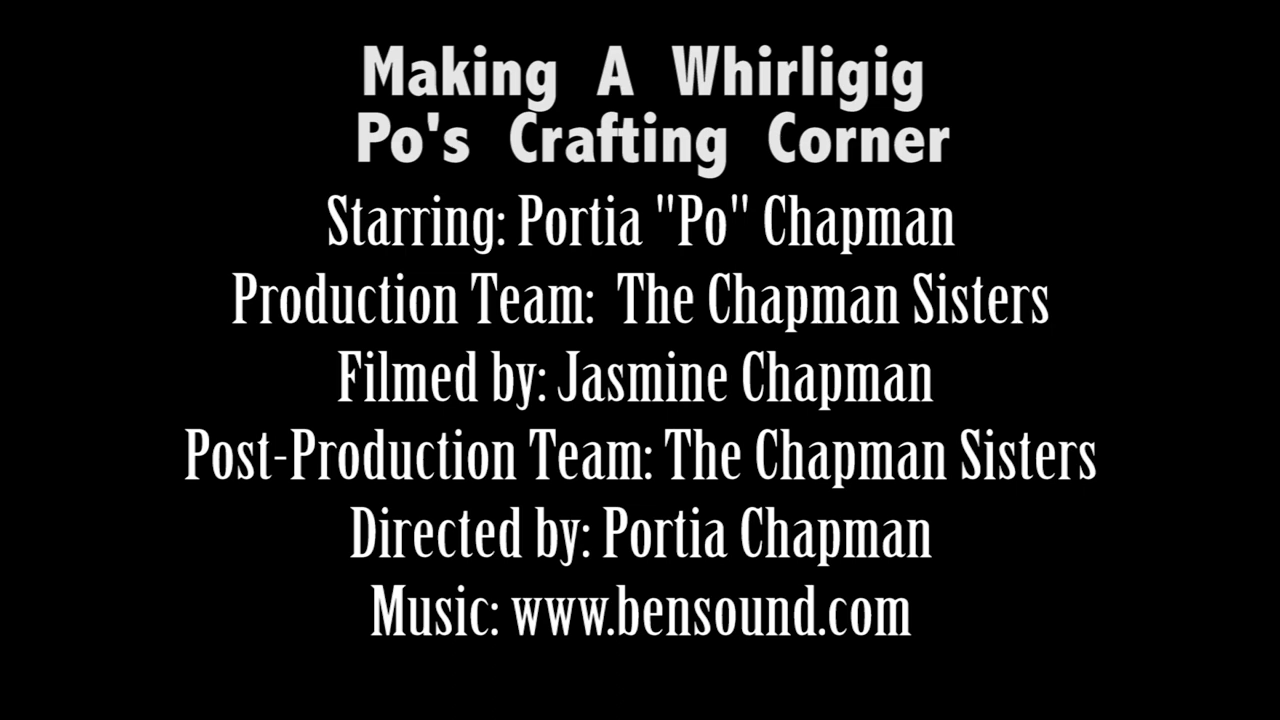 Making A Whirligig
Po's Crafting Corner
Starring: Portia "Po" Chapman
Production Team: The Chapman Sisters
Filmed by: Jasmine Chapman
Post-Production Team: The Chapman Sisters
Directed by: Portia Chapman
Music: www.bensound.com